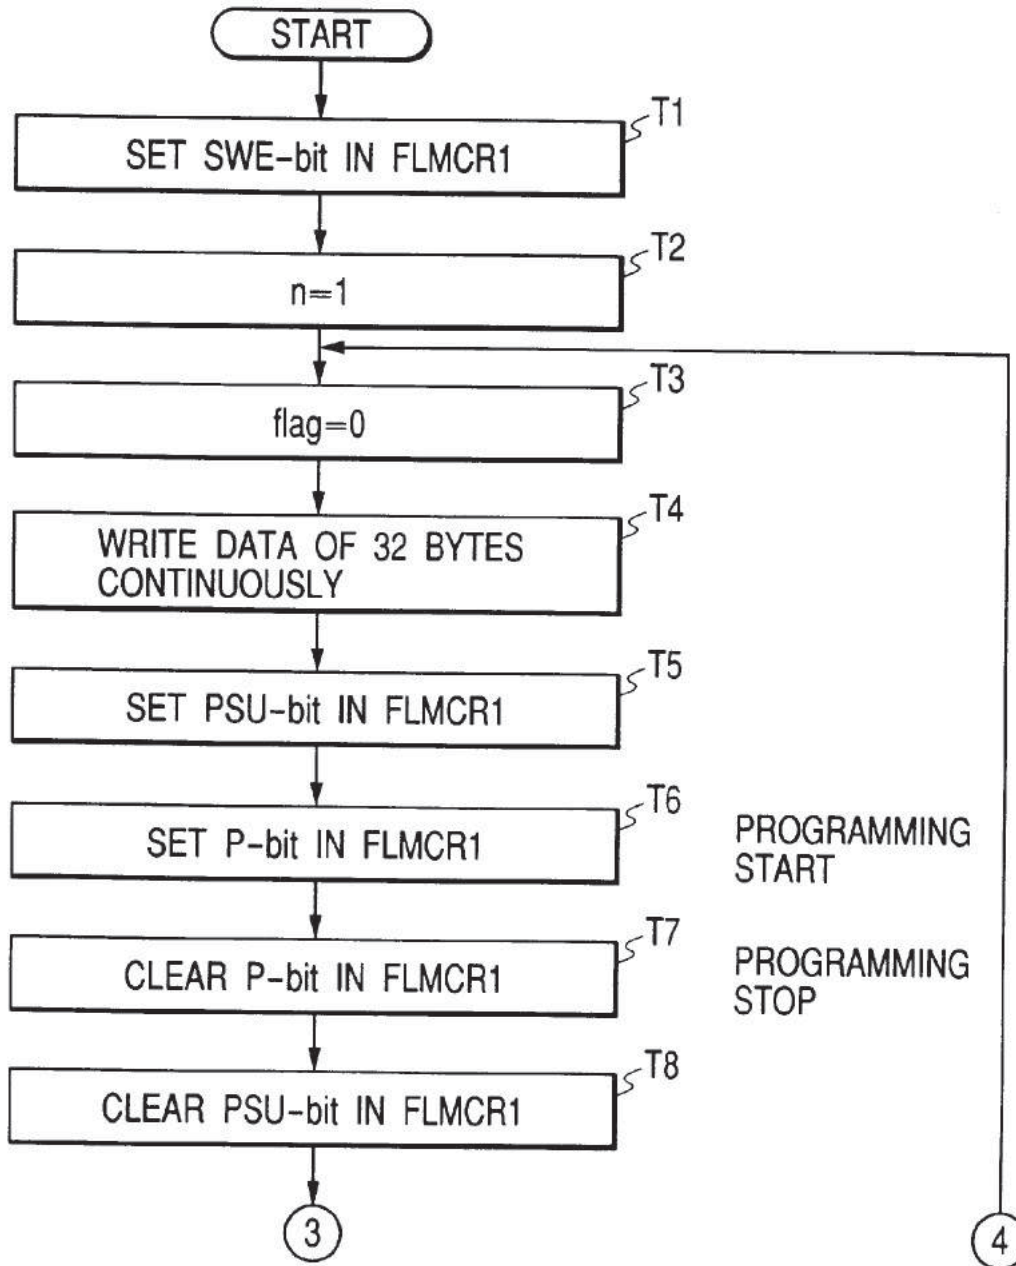 START
T1
SET SWE-bit IN FLMCR1
T2
n=1
T3
flag=0
T4
WRITE DATA OF 32 BYTES
CONTINUOUSLY
T5
SET PSU-bit IN FLMCR1
T6
SET P-bit IN FLMCR1
PROGRAMMING
START
T7
CLEAR P-bit IN FLMCR1
PROGRAMMING
STOP
T8
CLEAR PSU-bit IN FLMCR1
3
4